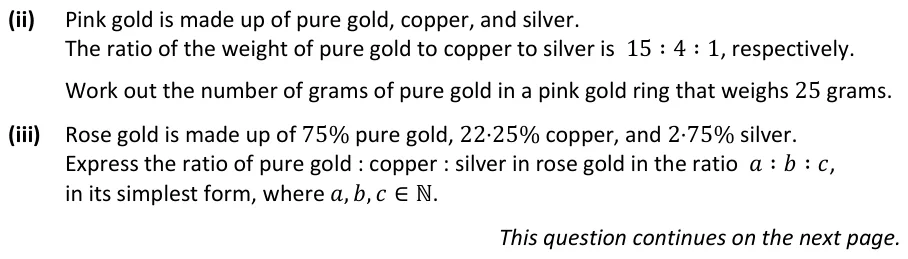 (ii) Pink gold is made up of pure gold, copper, and silver.
The ratio of the weight of pure gold to copper to silver is 15 : 4 : 1, respectively.
Work out the number of grams of pure gold in a pink gold ring that weighs 25 grams.
(iii) Rose gold is made up of 75% pure gold, 22·25% copper, and 2·75% silver.
Express the ratio of pure gold : copper : silver in rose gold in the ratio a : b : c,
in its simplest form, where a, b, c ∈ ℕ.
This question continues on the next page.